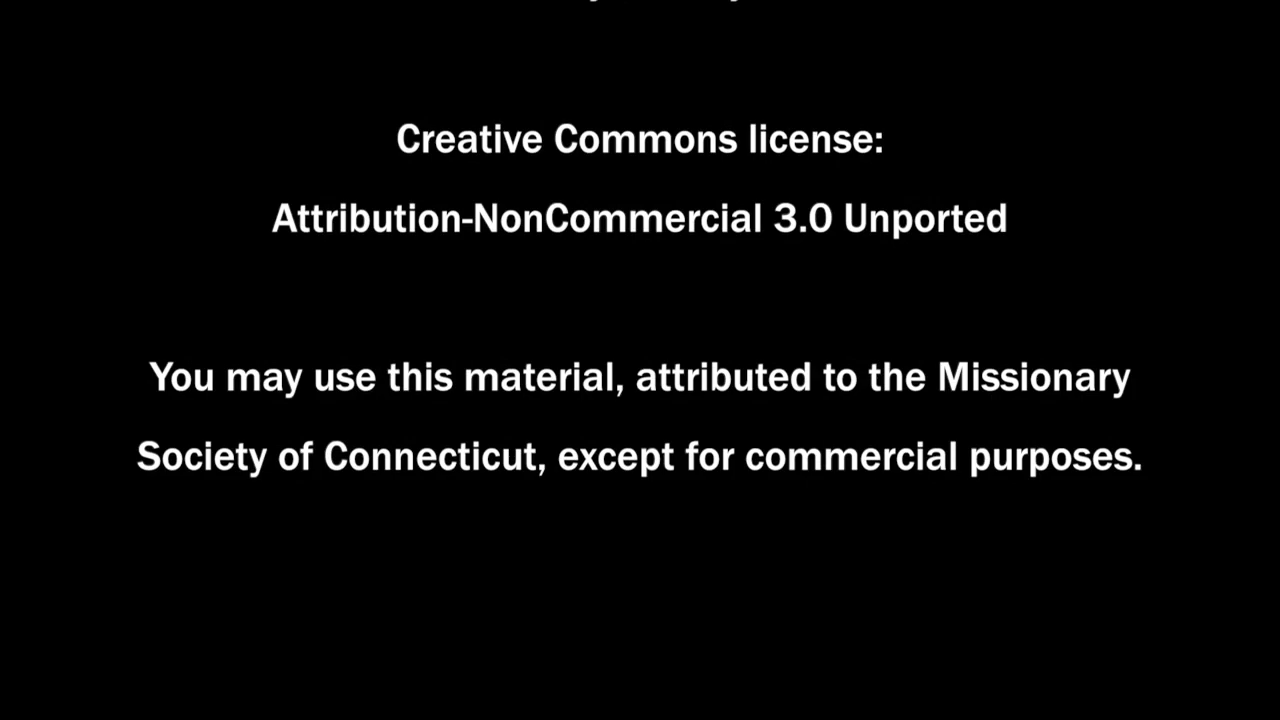 Creative Commons license:
Attribution-NonCommercial 3.0 Unported
You may use this material, attributed to the Missionary
Society of Connecticut, except for commercial purposes.